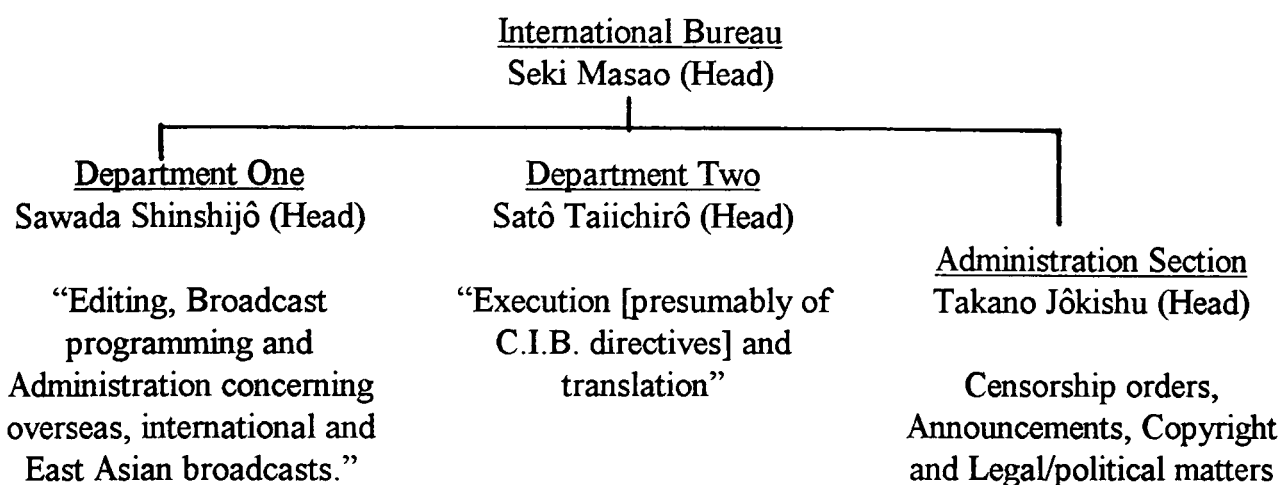 International Bureau
Seki Masao (Head)
Department One
Sawada Shinshijô (Head)
“Editing, Broadcast
programming and
Administration concerning
overseas, international and
East Asian broadcasts.”
Department Two
Satô Taiichirô (Head)
“Execution [presumably of
C.I.B. directives] and
translation”
Administration Section
Takano Jôkishu (Head)
Censorship orders,
Announcements, Copyright
and Legal/political matters